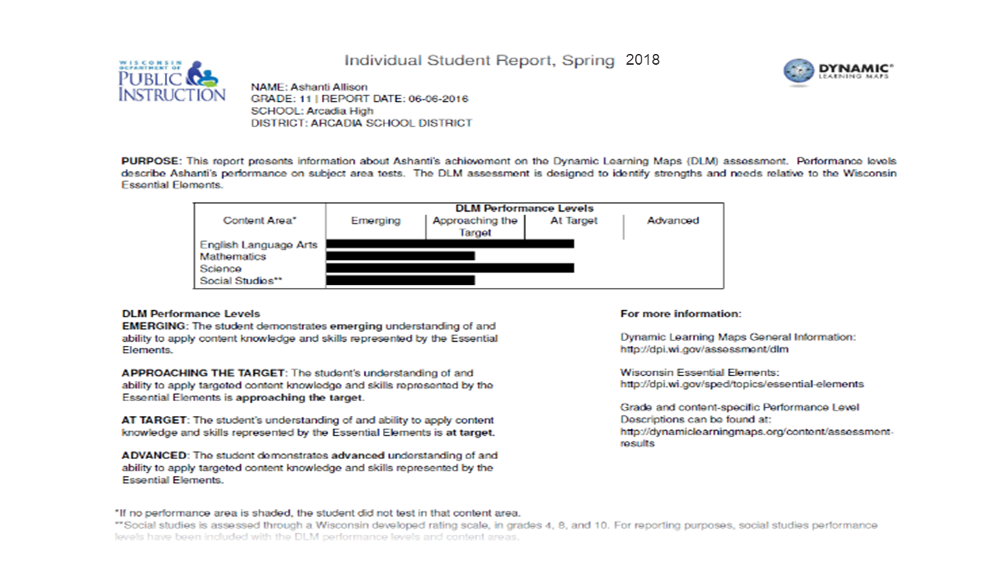 Individual Student Report, Spring 2018
WISCONSIN
DEPARTMENT OF
PUBLIC
INSTRUCTION
DYNAMIC®
LEARNING MAPS
NAME: Ashanti Allison
GRADE: 11 | REPORT DATE: 06-06-2016
SCHOOL: Arcadia High
DISTRICT: ARCADIA SCHOOL DISTRICT
PURPOSE: This report presents information about Ashanti's achievement on the Dynamic Learning Maps (DLM) assessment. Performance levels
describe Ashanti's performance on subject area tests. The DLM assessment is designed to identify strengths and needs relative to the Wisconsin
Essential Elements.
DLM Performance Levels
Content Area* Emerging Approaching the At Target Advanced
Target
English Language Arts
Mathematics
Science
Social Studies**
DLM Performance Levels
EMERGING: The student demonstrates emerging understanding of and
ability to apply content knowledge and skills represented by the Essential
Elements.
APPROACHING THE TARGET: The student's understanding of and
ability to apply targeted content knowledge and skills represented by the
Essential Elements is approaching the target.
AT TARGET: The student's understanding of and ability to apply content
knowledge and skills represented by the Essential Elements is at target.
ADVANCED: The student demonstrates advanced understanding of and
ability to apply targeted content knowledge and skills represented by the
Essential Elements.
For more information:
Dynamic Learning Maps General Information:
http://dpi.wi.gov/assessment/dlm
Wisconsin Essential Elements:
http://dpi.wi.gov/sped/topics/essential-elements
Grade and content-specific Performance Level
Descriptions can be found at:
http://dynamiclearningmaps.org/content/assessment-
results
*If no performance area is shaded, the student did not test in that content area.
**Social studies is assessed through a Wisconsin developed rating scale, in grades 4, 8, and 10. For reporting purposes, social studies performance
levels have been included with the DLM performance levels and content areas.